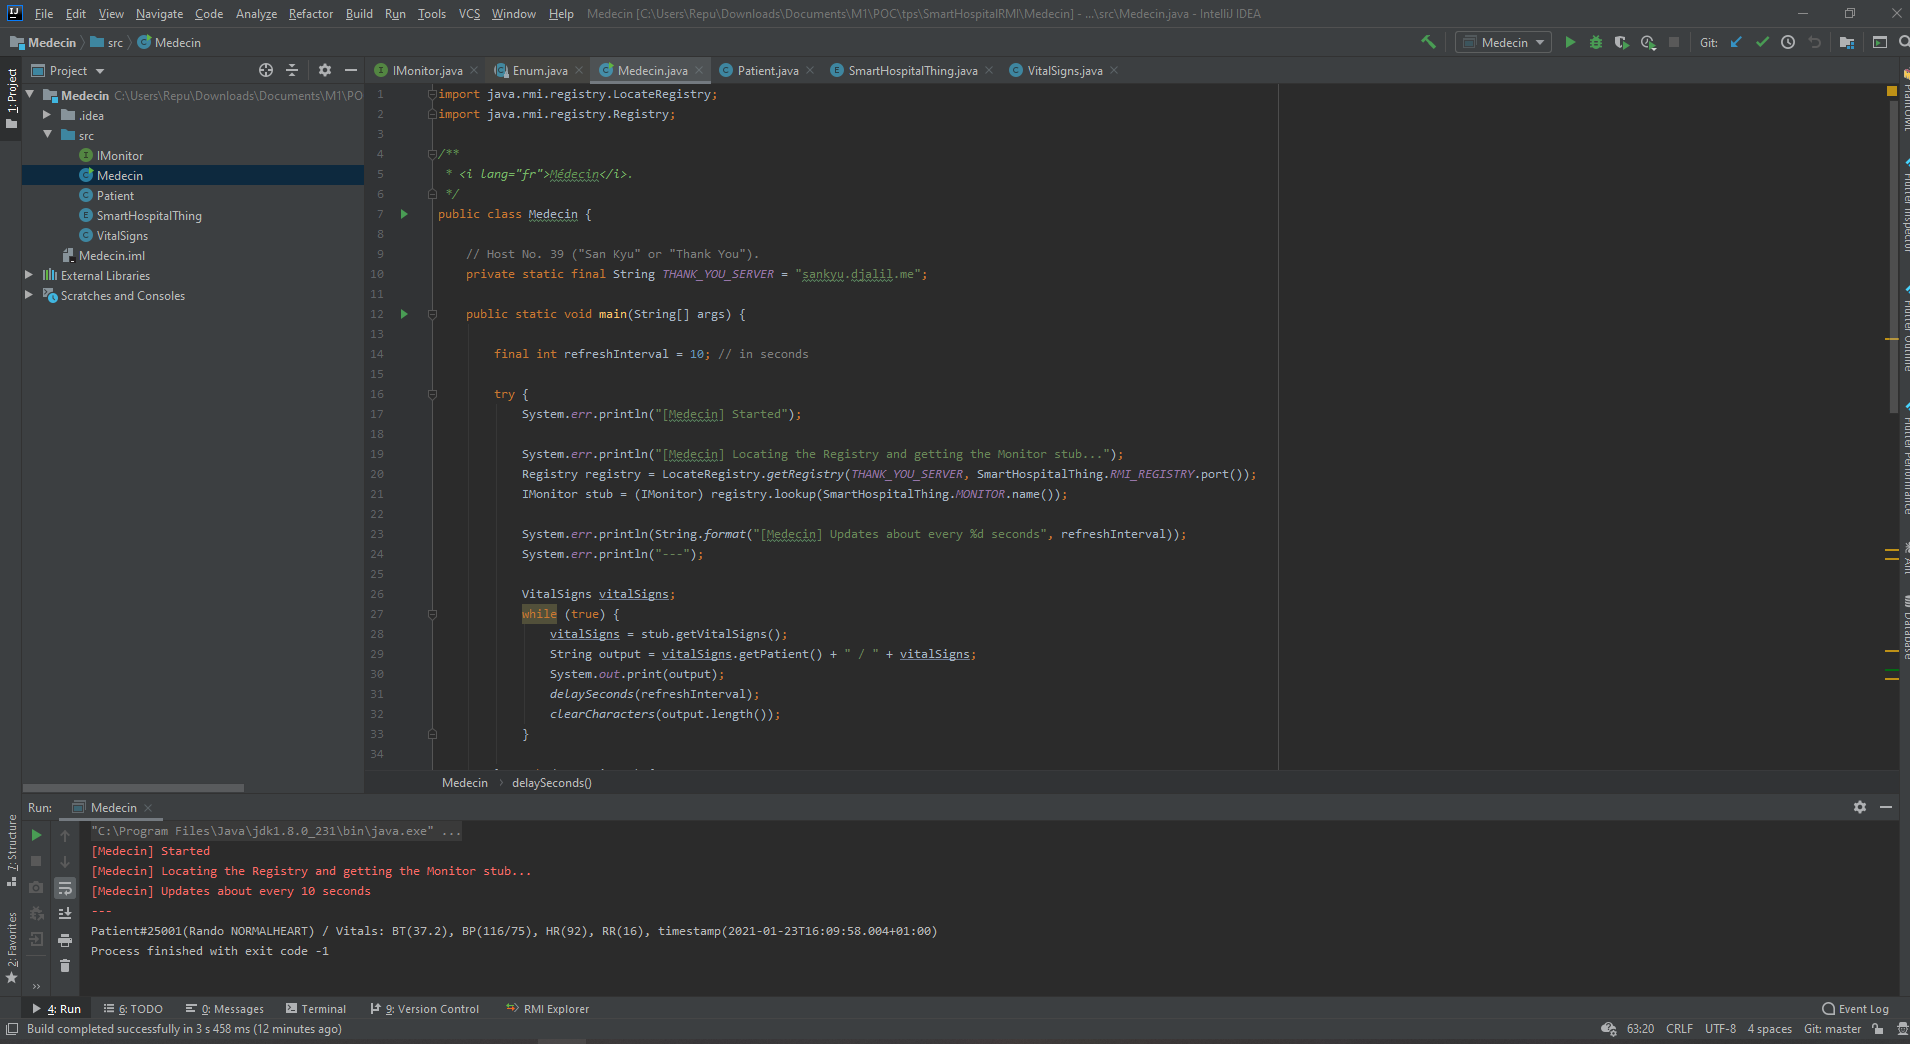 File Edit View Navigate Code Analyze Refactor Build Run Tools VCS Window Help Medecin [C:\Users\Repu\Downloads\Documents\M1\POC\tps\SmartHospitalRMI\Medecin] - ...\src\Medecin.java - IntelliJ IDEA
Medecin src Medecin
Medecin Git:
Project
IMonitor.java Enum.java Medecin.java Patient.java SmartHospitalThing.java VitalSigns.java
1: Project
Medecin C:\Users\Repu\Downloads\Documents\M1\PO
.idea
src
IMonitor
Medecin
Patient
SmartHospitalThing
VitalSigns
Medecin.iml
External Libraries
Scratches and Consoles
1 import java.rmi.registry.LocateRegistry;
2 import java.rmi.registry.Registry;
3
4 /**
5 * <i lang="fr">Médecin</i>.
6 */
7 public class Medecin {
8
9 // Host No. 39 ("San Kyu" or "Thank You").
10 private static final String THANK_YOU_SERVER = "sankyu.djalil.me";
11
12 public static void main(String[] args) {
13
14 final int refreshInterval = 10; // in seconds
15
16 try {
17 System.err.println("[Medecin] Started");
18
19 System.err.println("[Medecin] Locating the Registry and getting the Monitor stub...");
20 Registry registry = LocateRegistry.getRegistry(THANK_YOU_SERVER, SmartHospitalThing.RMI_REGISTRY.port());
21 IMonitor stub = (IMonitor) registry.lookup(SmartHospitalThing.MONITOR.name());
22
23 System.err.println(String.format("[Medecin] Updates about every %d seconds", refreshInterval));
24 System.err.println("---");
25
26 VitalSigns vitalSigns;
27 while (true) {
28 vitalSigns = stub.getVitalSigns();
29 String output = vitalSigns.getPatient() + " / " + vitalSigns;
30 System.out.print(output);
31 delaySeconds(refreshInterval);
32 clearCharacters(output.length());
33 }
34
Medecin delaySeconds()
Flutter Inspector
Flutter Outline
Flutter Performance
Ant
Database
7: Structure
2: Favorites
Run: Medecin
"C:\Program Files\Java\jdk1.8.0_231\bin\java.exe" ...
[Medecin] Started
[Medecin] Locating the Registry and getting the Monitor stub...
[Medecin] Updates about every 10 seconds
---
Patient#25001(Rando NORMALHEART) / Vitals: BT(37.2), BP(116/75), HR(92), RR(16), timestamp(2021-01-23T16:09:58.004+01:00)
Process finished with exit code -1
4: Run 6: TODO 0: Messages Terminal 9: Version Control RMI Explorer Event Log
Build completed successfully in 3 s 458 ms (12 minutes ago) 63:20 CRLF UTF-8 4 spaces Git: master